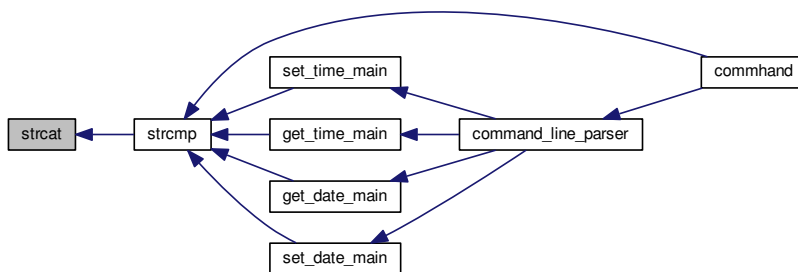 strcat
strcmp
set_time_main
get_time_main
get_date_main
set_date_main
command_line_parser
commhand